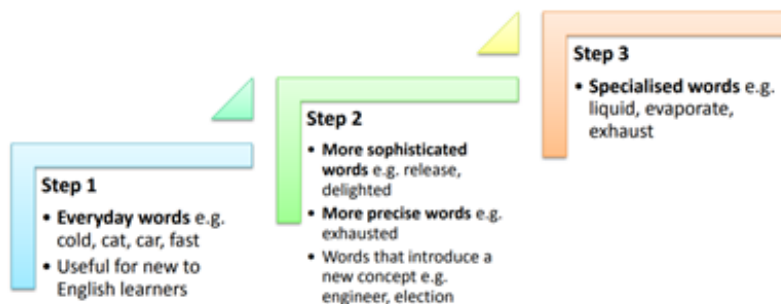 Step 1
• Everyday words e.g.
cold, cat, car, fast
• Useful for new to
English learners
Step 2
• More sophisticated
words e.g. release,
delighted
• More precise words e.g.
exhausted
• Words that introduce a
new concept e.g.
engineer, election
Step 3
• Specialised words e.g.
liquid, evaporate,
exhaust